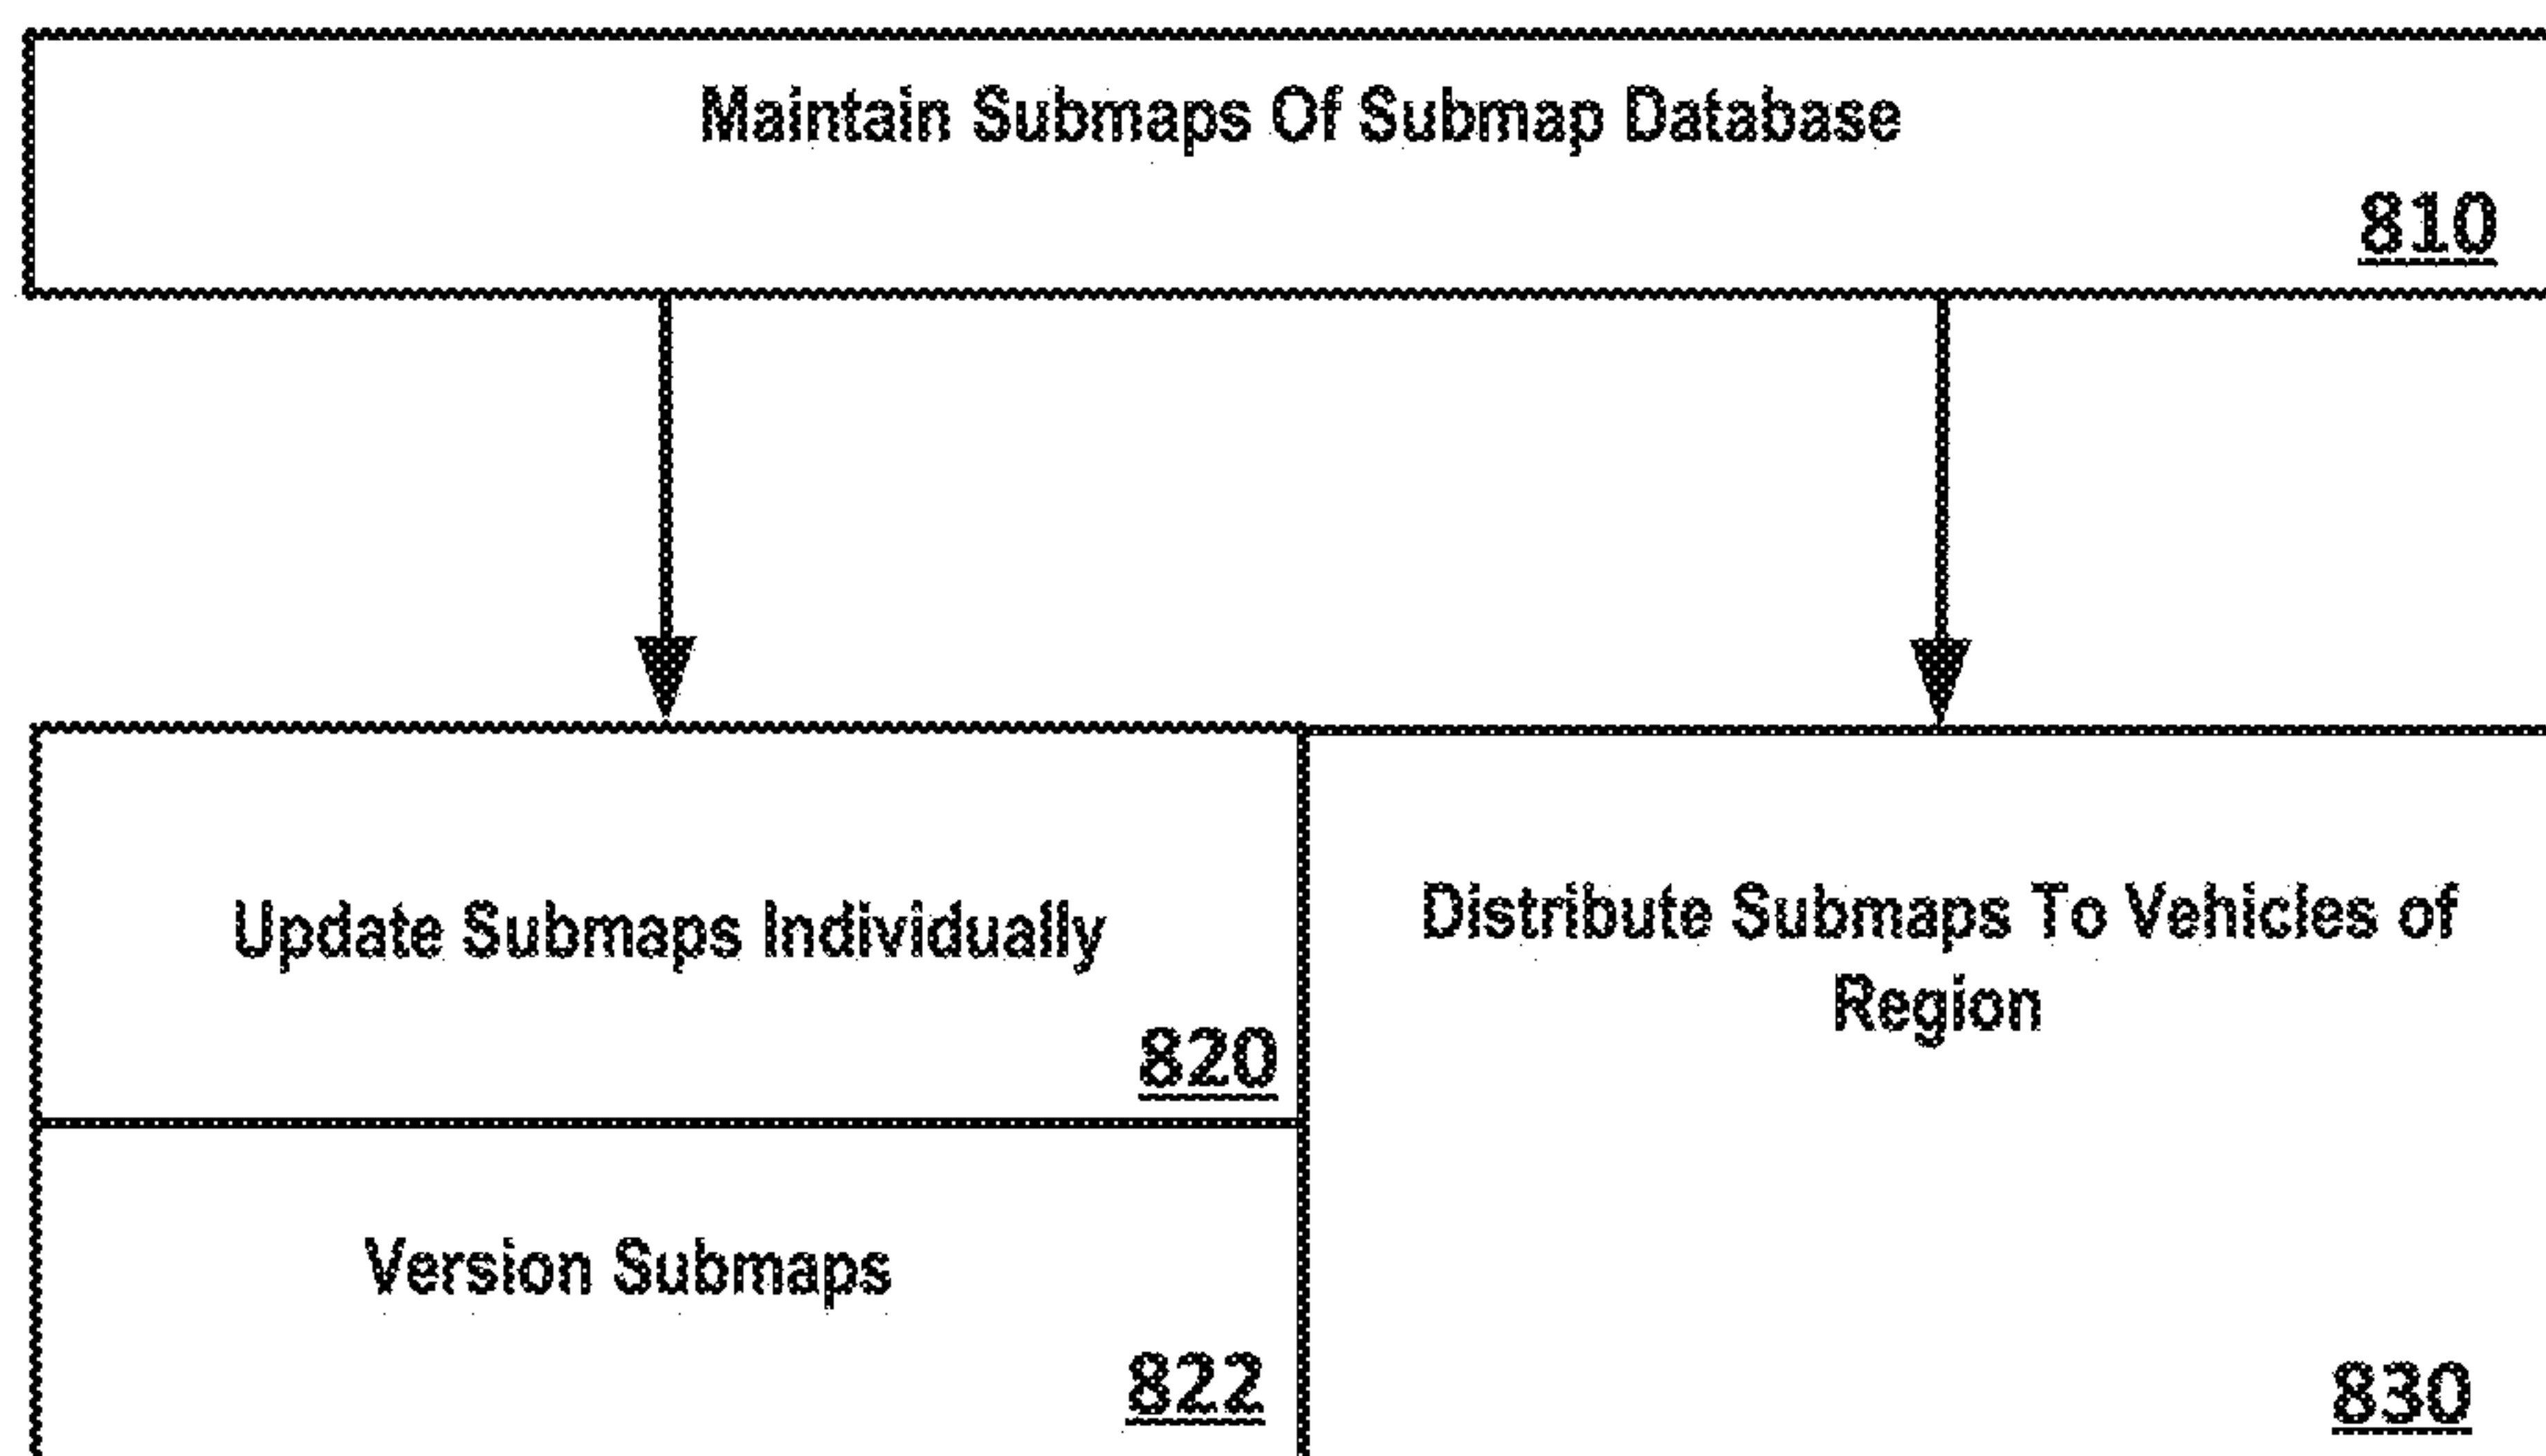 Maintain Submaps Of Submap Database
810
Update Submaps Individually
820
Version Submaps
822
Distribute Submaps To Vehicles of
Region
830